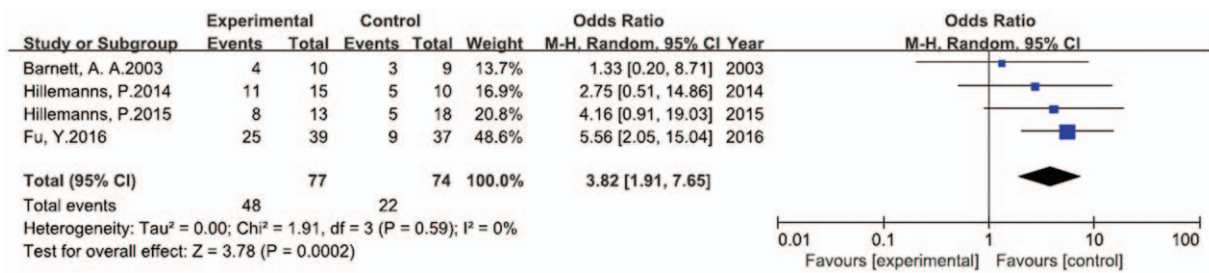 Experimental Control Odds Ratio Odds Ratio
Study or Subgroup Events Total Events Total Weight M-H, Random, 95% CI Year M-H, Random, 95% CI
Barnett, A. A.2003 4 10 3 9 13.7% 1.33 [0.20, 8.71] 2003
Hillemanns, P.2014 11 15 5 10 16.9% 2.75 [0.51, 14.86] 2014
Hillemanns, P.2015 8 13 5 18 20.8% 4.16 [0.91, 19.03] 2015
Fu, Y.2016 25 39 9 37 48.6% 5.56 [2.05, 15.04] 2016
Total (95% CI) 77 74 100.0% 3.82 [1.91, 7.65]
Total events 48 22
Heterogeneity: Tau² = 0.00; Chi² = 1.91, df = 3 (P = 0.59); I² = 0%
Test for overall effect: Z = 3.78 (P = 0.0002)
0.01 0.1 1 10 100
Favours [experimental] Favours [control]